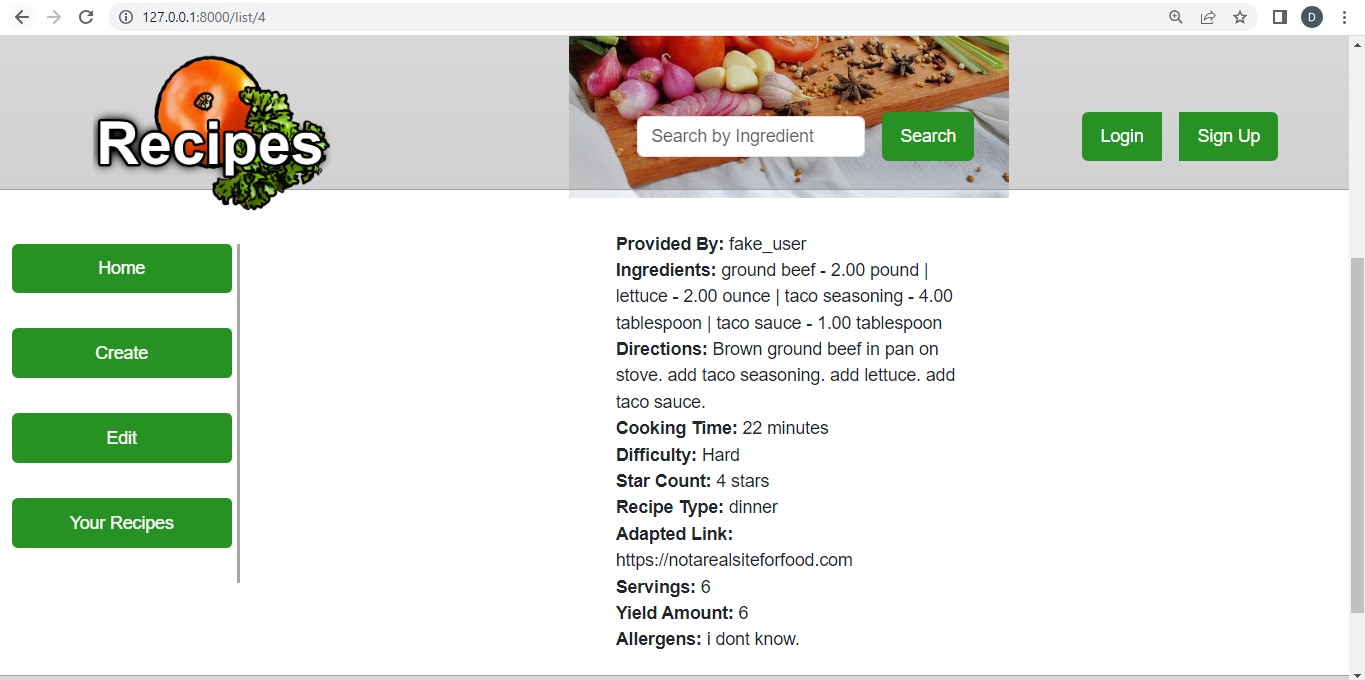 127.0.0.1:8000/list/4
D
Recipes
Search by Ingredient
Search
Login
Sign Up
Home
Create
Edit
Your Recipes
Provided By: fake_user
Ingredients: ground beef - 2.00 pound |
lettuce - 2.00 ounce | taco seasoning - 4.00
tablespoon | taco sauce - 1.00 tablespoon
Directions: Brown ground beef in pan on
stove. add taco seasoning. add lettuce. add
taco sauce.
Cooking Time: 22 minutes
Difficulty: Hard
Star Count: 4 stars
Recipe Type: dinner
Adapted Link:
https://notarealsiteforfood.com
Servings: 6
Yield Amount: 6
Allergens: i dont know.